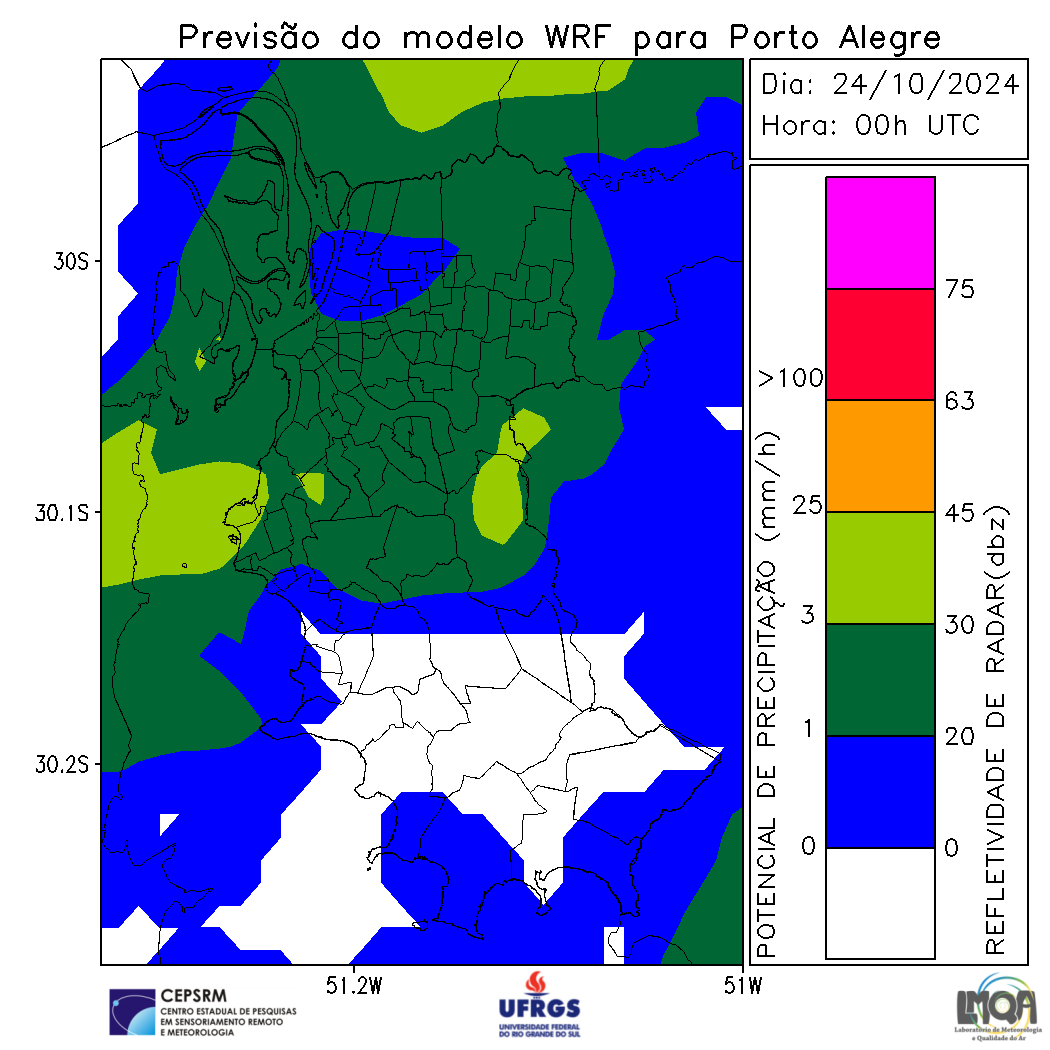 Previsão do modelo WRF para Porto Alegre
Dia: 24/10/2024
Hora: 00h UTC
30S
30.1S
30.2S
51.2W
51W
POTENCIAL DE PRECIPITAÇÃO (mm/h)
>100
25
3
1
0
75
63
45
30
20
0
REFLETIVIDADE DE RADAR(dbz)
CEPSRM
CENTRO ESTADUAL DE PESQUISAS
EM SENSORIAMENTO REMOTO
E METEOROLOGIA
UFRGS
UNIVERSIDADE FEDERAL
DO RIO GRANDE DO SUL
LMQA
Laboratório de Meteorologia
e Qualidade do Ar